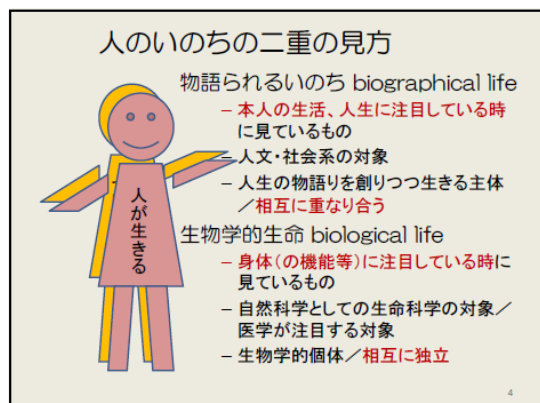 人のいのちの二重の見方
物語られるいのち biographical life
– 本人の生活、人生に注目している時
に見ているもの
– 人文・社会系の対象
– 人生の物語りを創りつつ生きる主体
/相互に重なり合う
生物学的生命 biological life
– 身体(の機能等)に注目している時に
見ているもの
– 自然科学としての生命科学の対象/
医学が注目する対象
– 生物学的個体/相互に独立
人が生きる
4